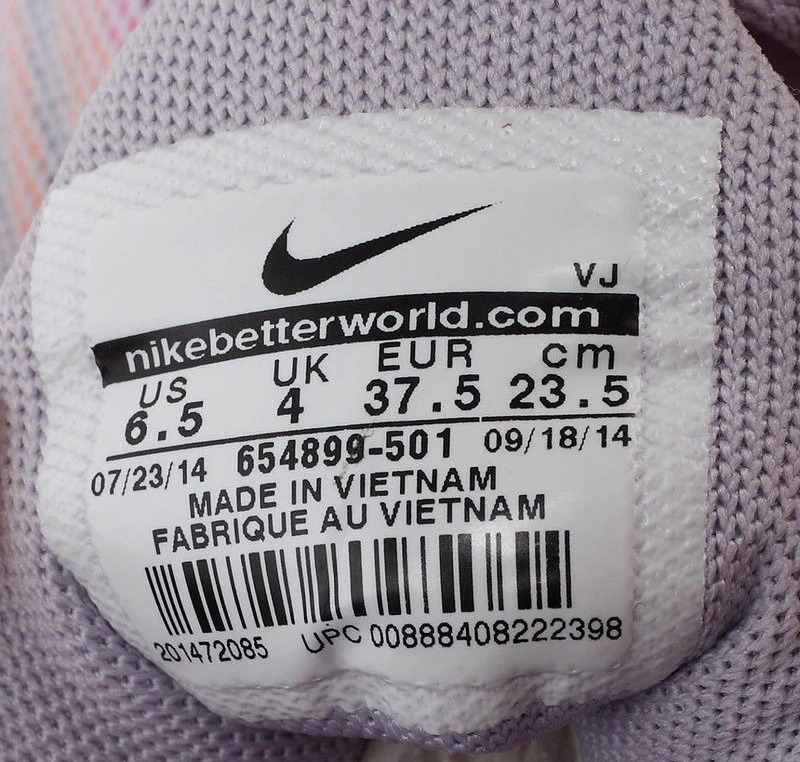 VJ
nikebetterworld.com
US UK EUR cm
6.5 4 37.5 23.5
07/23/14 654899-501 09/18/14
MADE IN VIETNAM
FABRIQUE AU VIETNAM
201472085 UPC 00888408222398